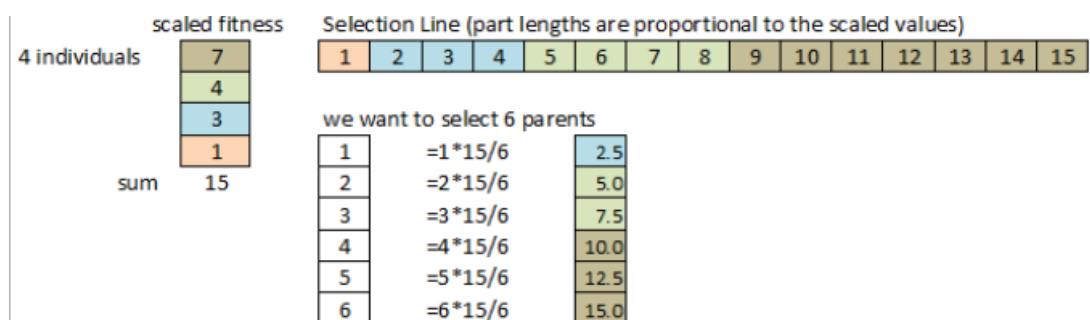 scaled fitness Selection Line (part lengths are proportional to the scaled values)
4 individuals 7 1 2 3 4 5 6 7 8 9 10 11 12 13 14 15
4
3 we want to select 6 parents
1 1 =1*15/6 2.5
sum 15 2 =2*15/6 5.0
3 =3*15/6 7.5
4 =4*15/6 10.0
5 =5*15/6 12.5
6 =6*15/6 15.0